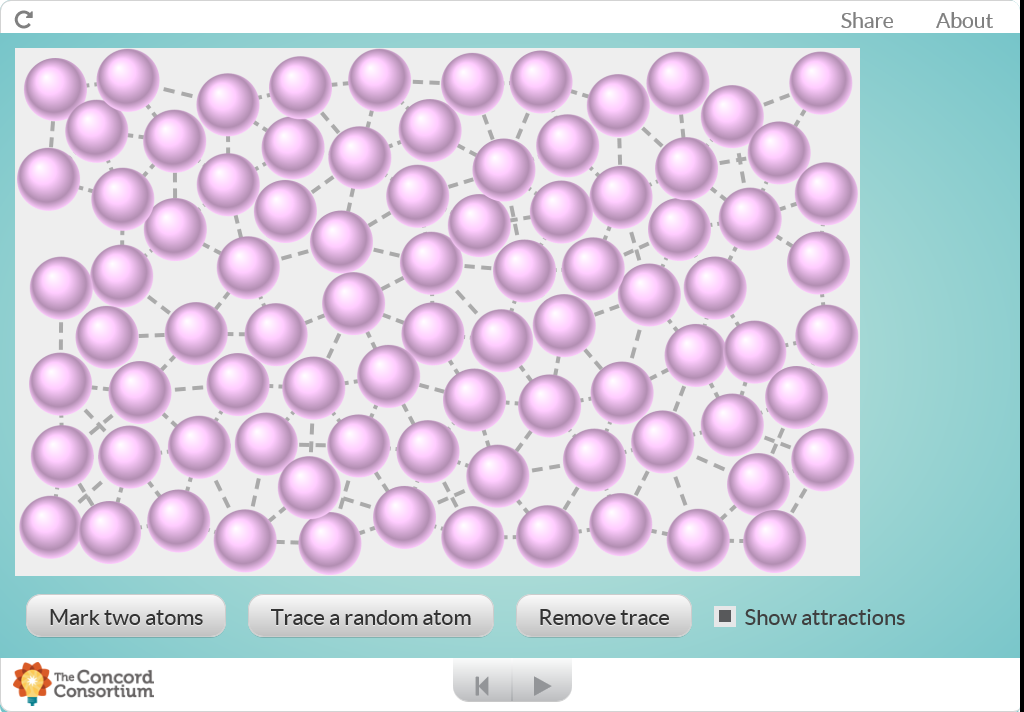 Share About
Mark two atoms Trace a random atom Remove trace Show attractions
The Concord
Consortium